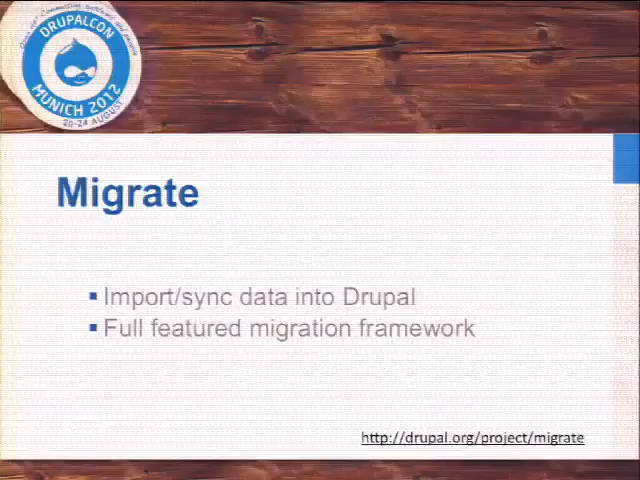 DRUPALCON
MUNICH 2012
20-24 AUGUST
Migrate
Import/sync data into Drupal
Full featured migration framework
http://drupal.org/project/migrate